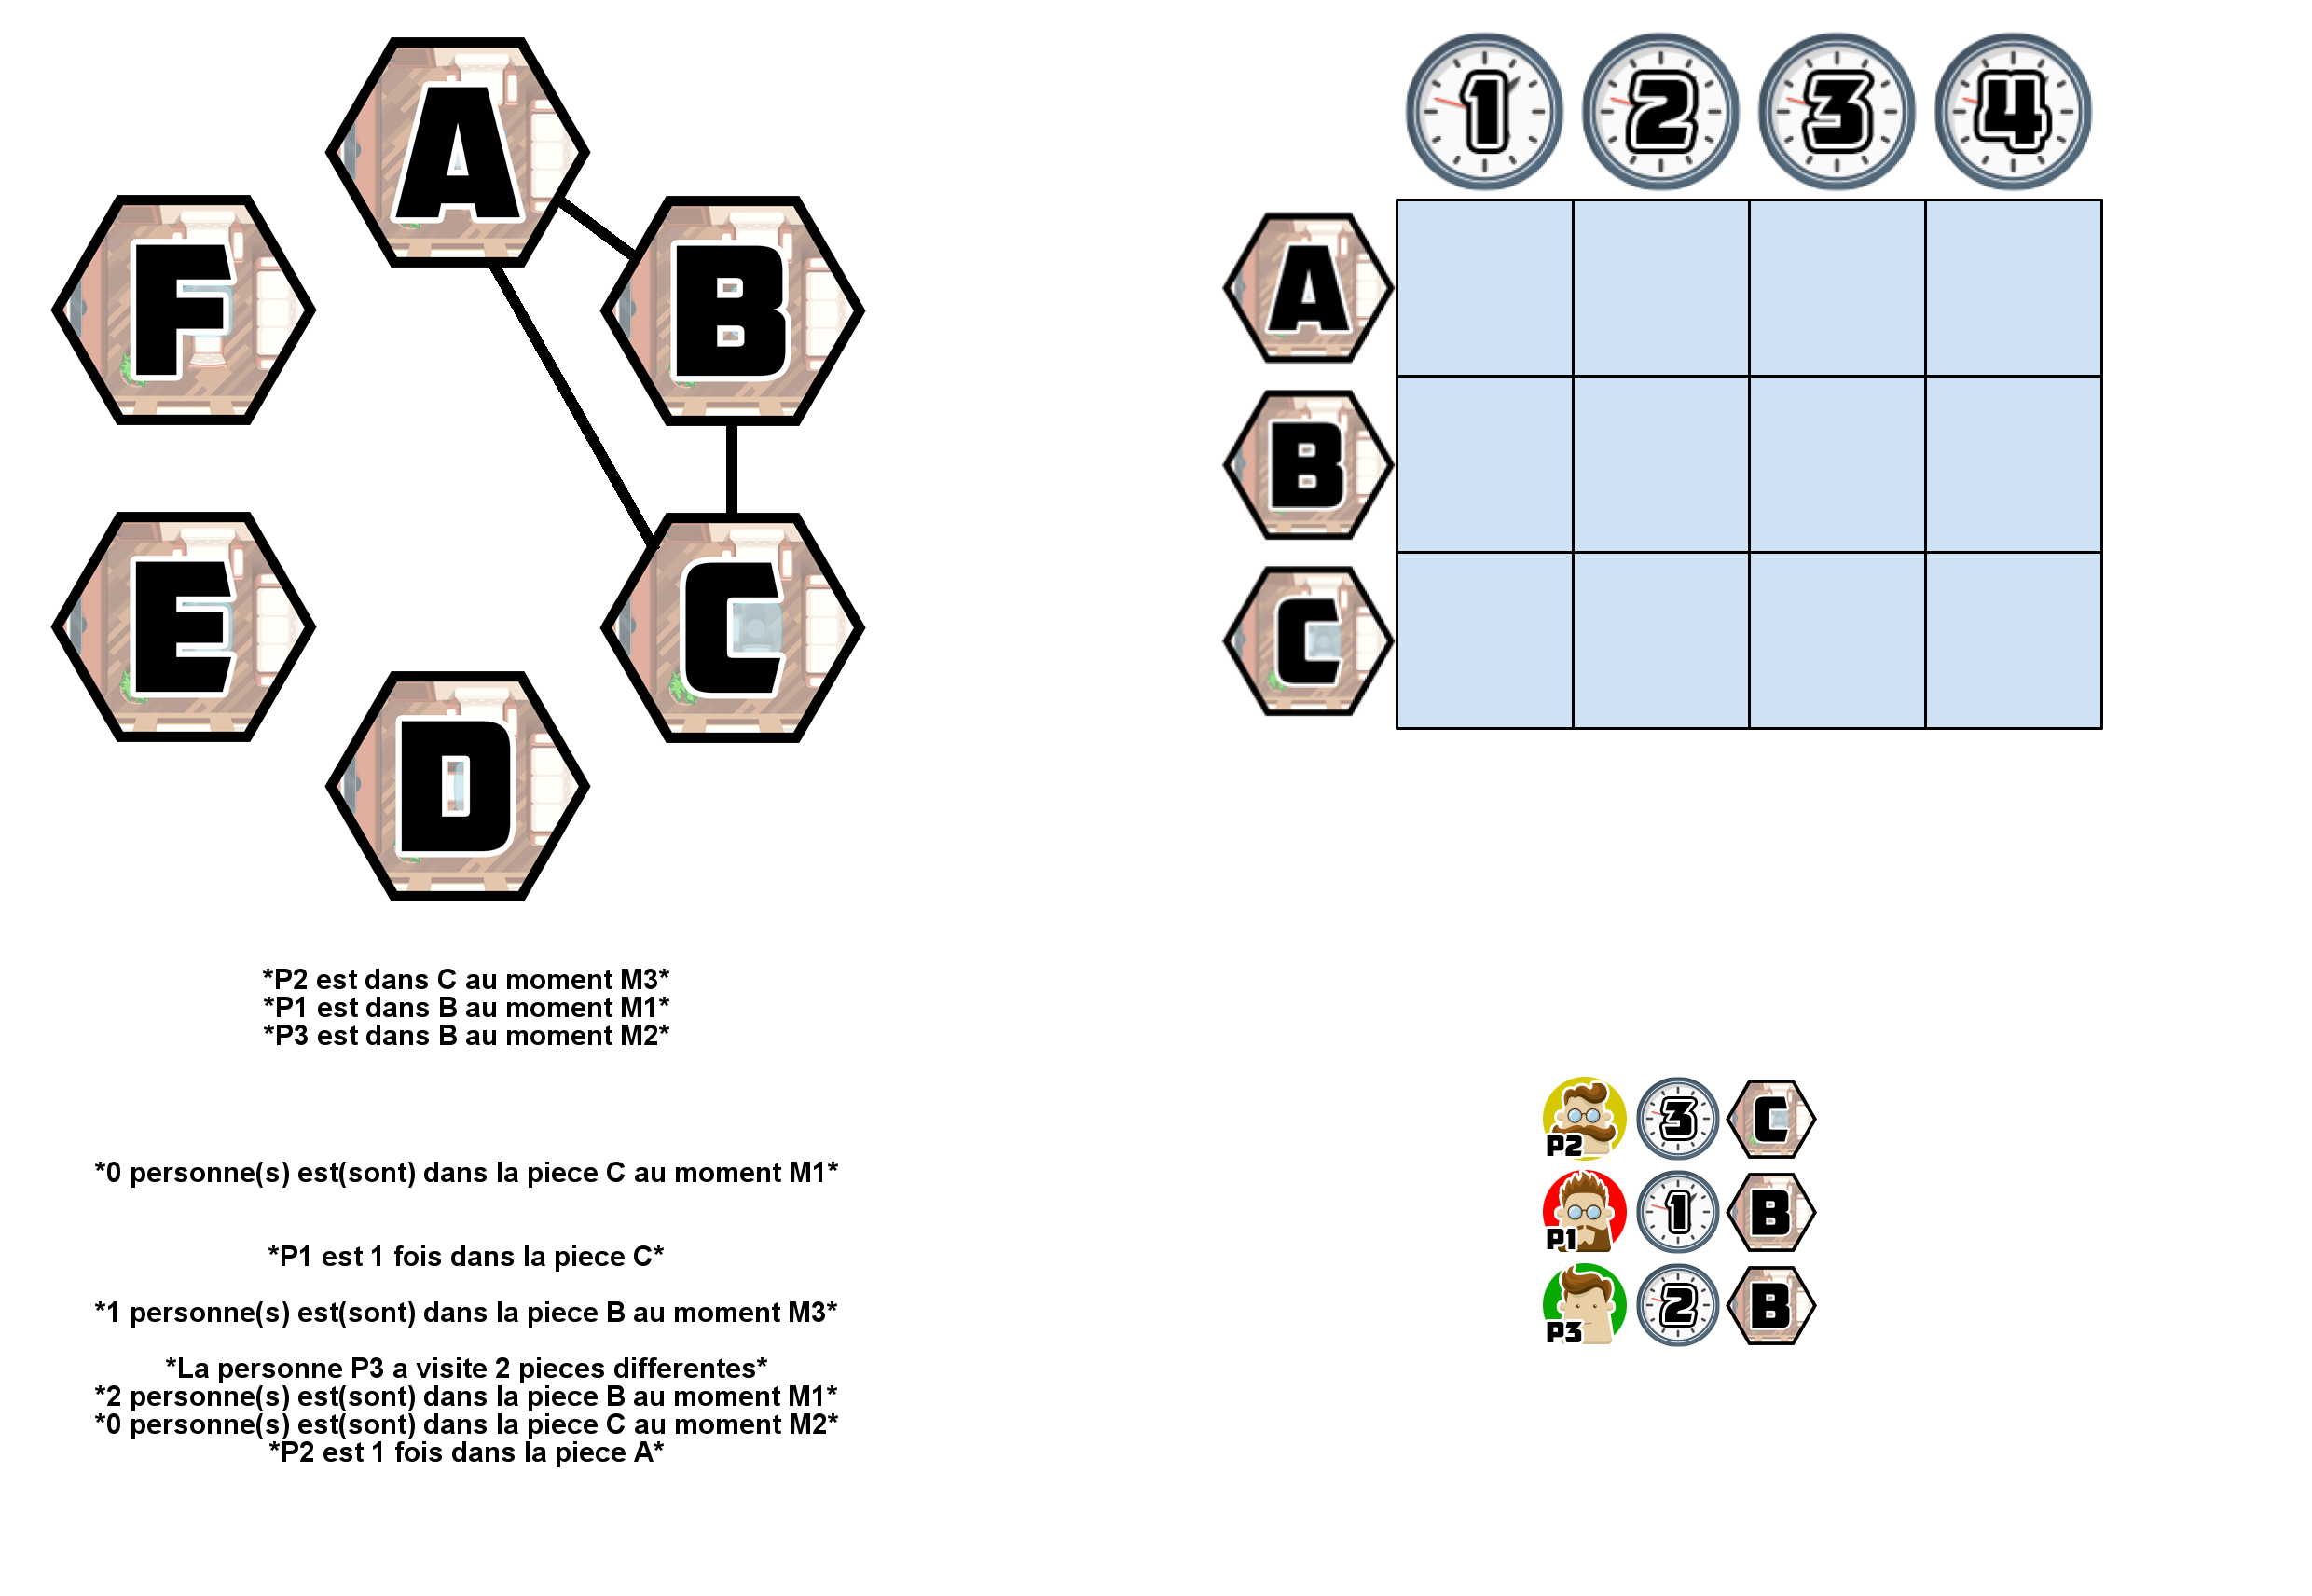 A
B
C
D
E
F
1 2 3 4
A
B
C
*P2 est dans C au moment M3*
*P1 est dans B au moment M1*
*P3 est dans B au moment M2*
*0 personne(s) est(sont) dans la piece C au moment M1*
*P1 est 1 fois dans la piece C*
*1 personne(s) est(sont) dans la piece B au moment M3*
*La personne P3 a visite 2 pieces differentes*
*2 personne(s) est(sont) dans la piece B au moment M1*
*0 personne(s) est(sont) dans la piece C au moment M2*
*P2 est 1 fois dans la piece A*
P2 3 C
P1 1 B
P3 2 B